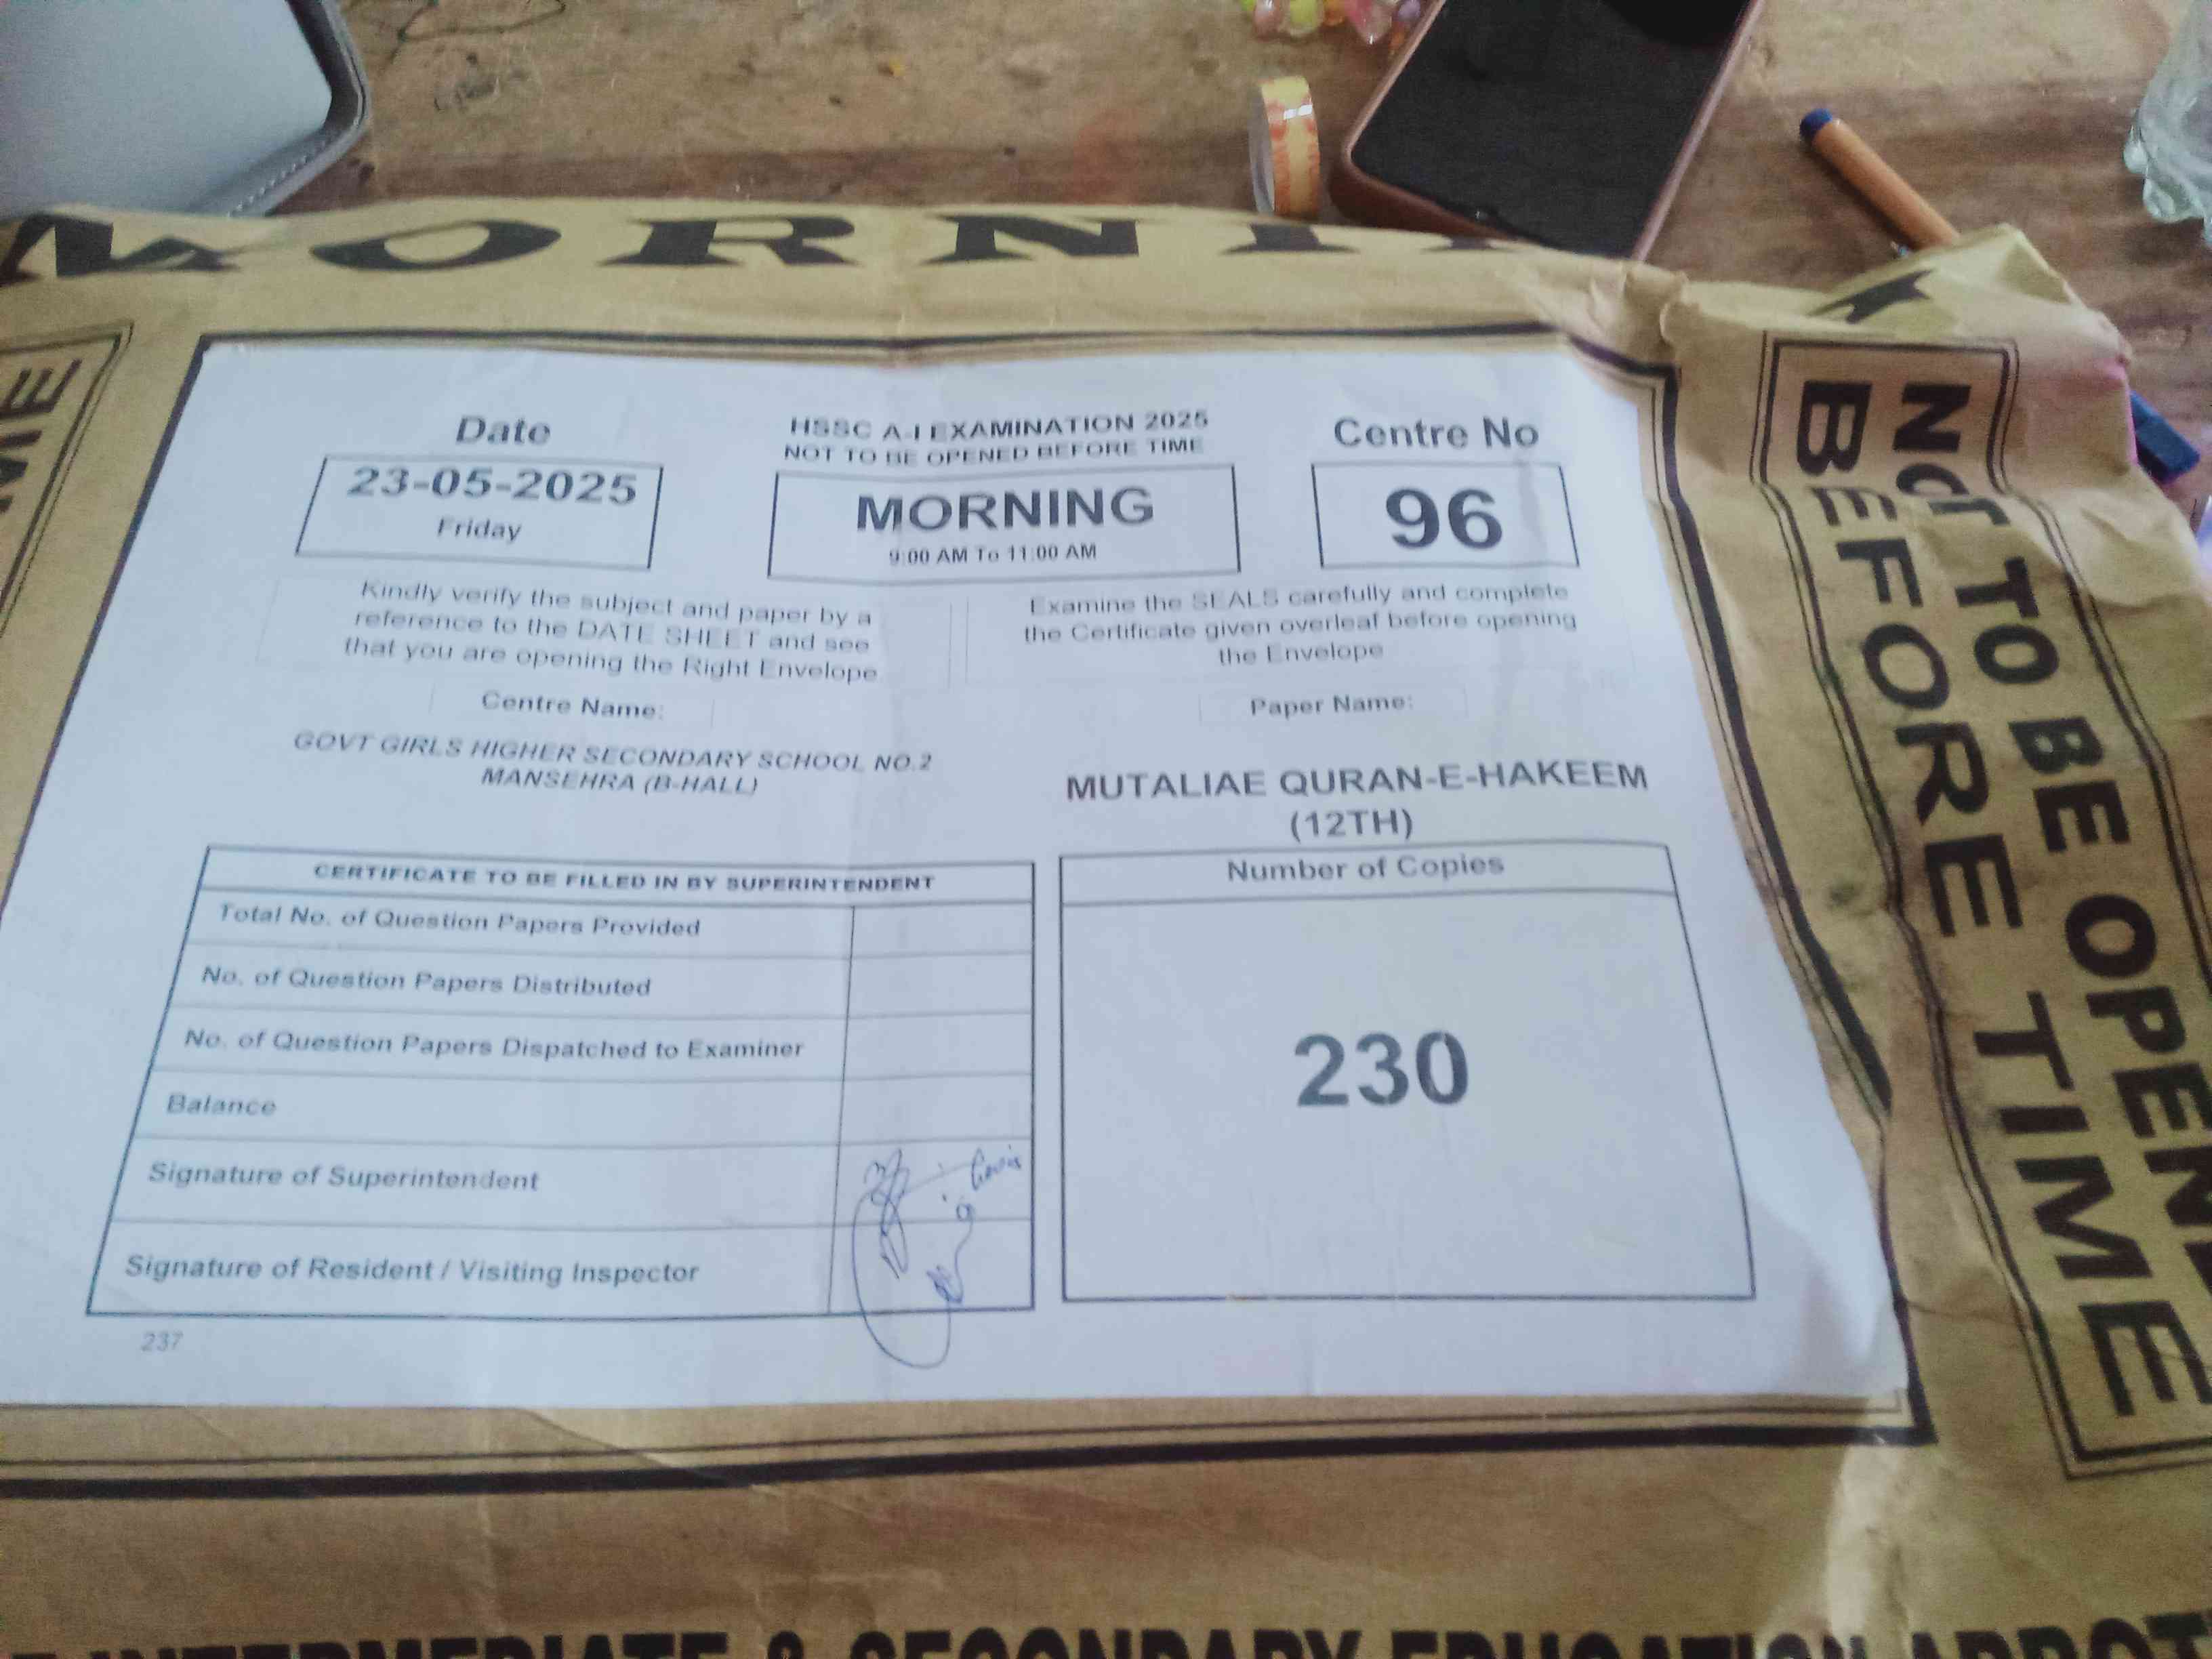 MORNI
Date
23-05-2025
Friday
HSSC A-I EXAMINATION 2025
NOT TO BE OPENED BEFORE TIME
MORNING
9:00 AM To 11:00 AM
Centre No
96
Kindly verify the subject and paper by a
reference to the DATE SHEET and see
that you are opening the Right Envelope
Examine the SEALS carefully and complete
the Certificate given overleaf before opening
the Envelope
Centre Name:
GOVT GIRLS HIGHER SECONDARY SCHOOL NO.2
MANSEHRA (B-HALL)
Paper Name:
MUTALIAE QURAN-E-HAKEEM
(12TH)
CERTIFICATE TO BE FILLED IN BY SUPERINTENDENT
Total No. of Question Papers Provided
No. of Question Papers Distributed
No. of Question Papers Dispatched to Examiner
Balance
Signature of Superintendent
Signature of Resident / Visiting Inspector
Number of Copies
230
237
NOT TO BE OPENE
BEFORE TIME
INTERMEDIATE & SECONDARY EDUCATION ABBOT